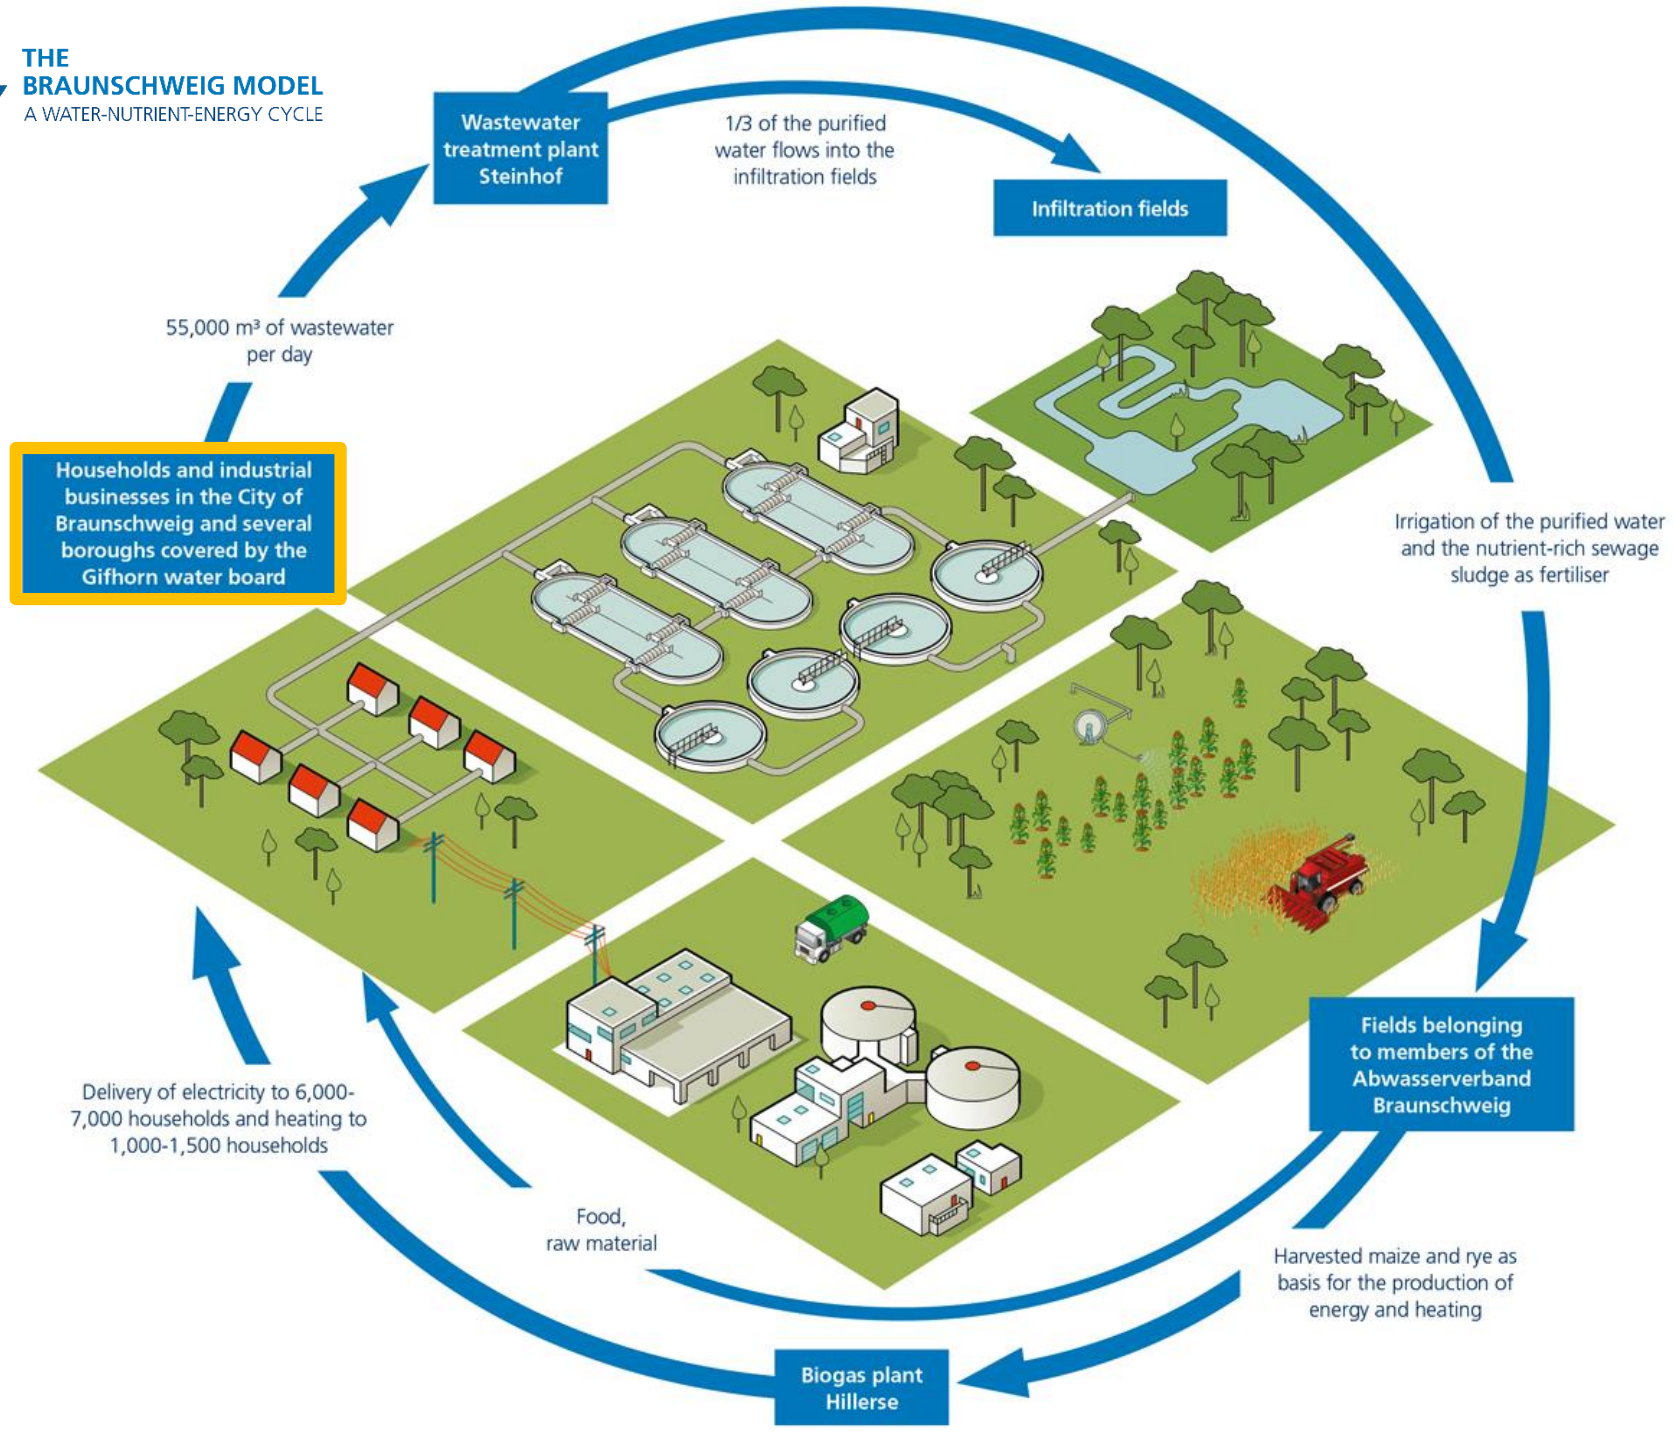 THE
BRAUNSCHWEIG MODEL
A WATER-NUTRIENT-ENERGY CYCLE
Wastewater
treatment plant
Steinhof
1/3 of the purified
water flows into the
infiltration fields
Infiltration fields
55,000 m³ of wastewater
per day
Households and industrial
businesses in the City of
Braunschweig and several
boroughs covered by the
Gifhorn water board
Irrigation of the purified water
and the nutrient-rich sewage
sludge as fertiliser
Fields belonging
to members of the
Abwasserverband
Braunschweig
Delivery of electricity to 6,000-
7,000 households and heating to
1,000-1,500 households
Food,
raw material
Harvested maize and rye as
basis for the production of
energy and heating
Biogas plant
Hillerse